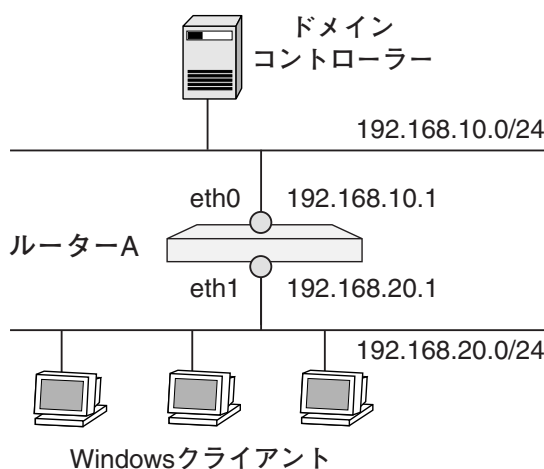 ドメイン
コントローラー
192.168.10.0/24
eth0 192.168.10.1
ルーターA
eth1 192.168.20.1
192.168.20.0/24
Windowsクライアント